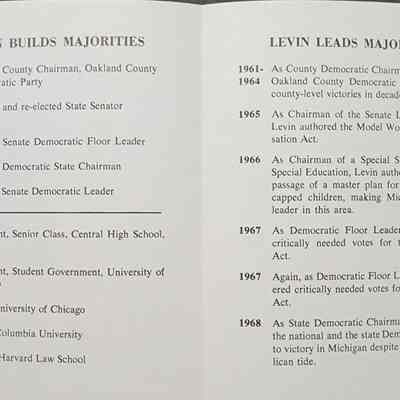 N BUILDS MAJORITIES
County Chairman, Oakland County
atic Party
and re-elected State Senator
Senate Democratic Floor Leader
Democratic State Chairman
Senate Democratic Leader
nt, Senior Class, Central High School,
nt, Student Government, University of
niversity of Chicago
Columbia University
Harvard Law School
LEVIN LEADS MAJOR
1961- As County Democratic Chairm
1964 Oakland County Democratic
county-level victories in decad
1965 As Chairman of the Senate L
Levin authored the Model Wo
sation Act.
1966 As Chairman of a Special S
Special Education, Levin autho
passage of a master plan for
capped children, making Mic
leader in this area.
1967 As Democratic Floor Leader
critically needed votes for t
Act.
1967 Again, as Democratic Floor L
ered critically needed votes fo
Act.
1968 As State Democratic Chairma
the national and the state Dem
to victory in Michigan despite
lican tide.